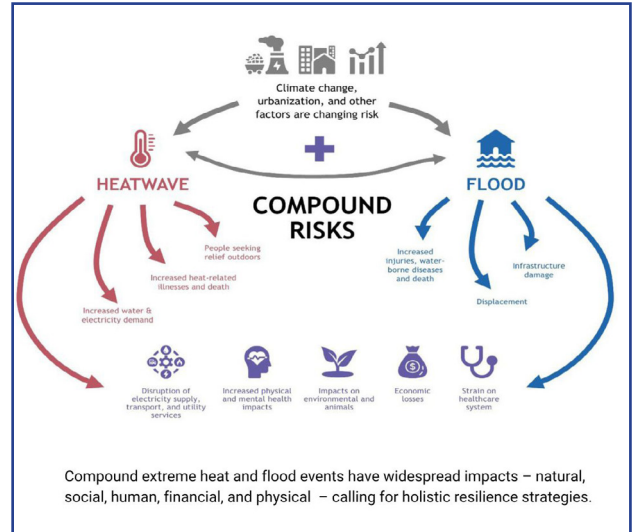 Climate change,
urbanization, and other
factors are changing risk
HEATWAVE
FLOOD
COMPOUND
RISKS
People seeking
relief outdoors
Increased heat-related
illnesses and death
Increased water &
electricity demand
Increased
injuries, water-
borne diseases
and death
Infrastructure
damage
Displacement
Disruption of
electricity supply,
transport, and utility
services
Increased physical
and mental health
impacts
Impacts on
environmental and
animals
Economic
losses
Strain on
healthcare
system
Compound extreme heat and flood events have widespread impacts – natural,
social, human, financial, and physical – calling for holistic resilience strategies.